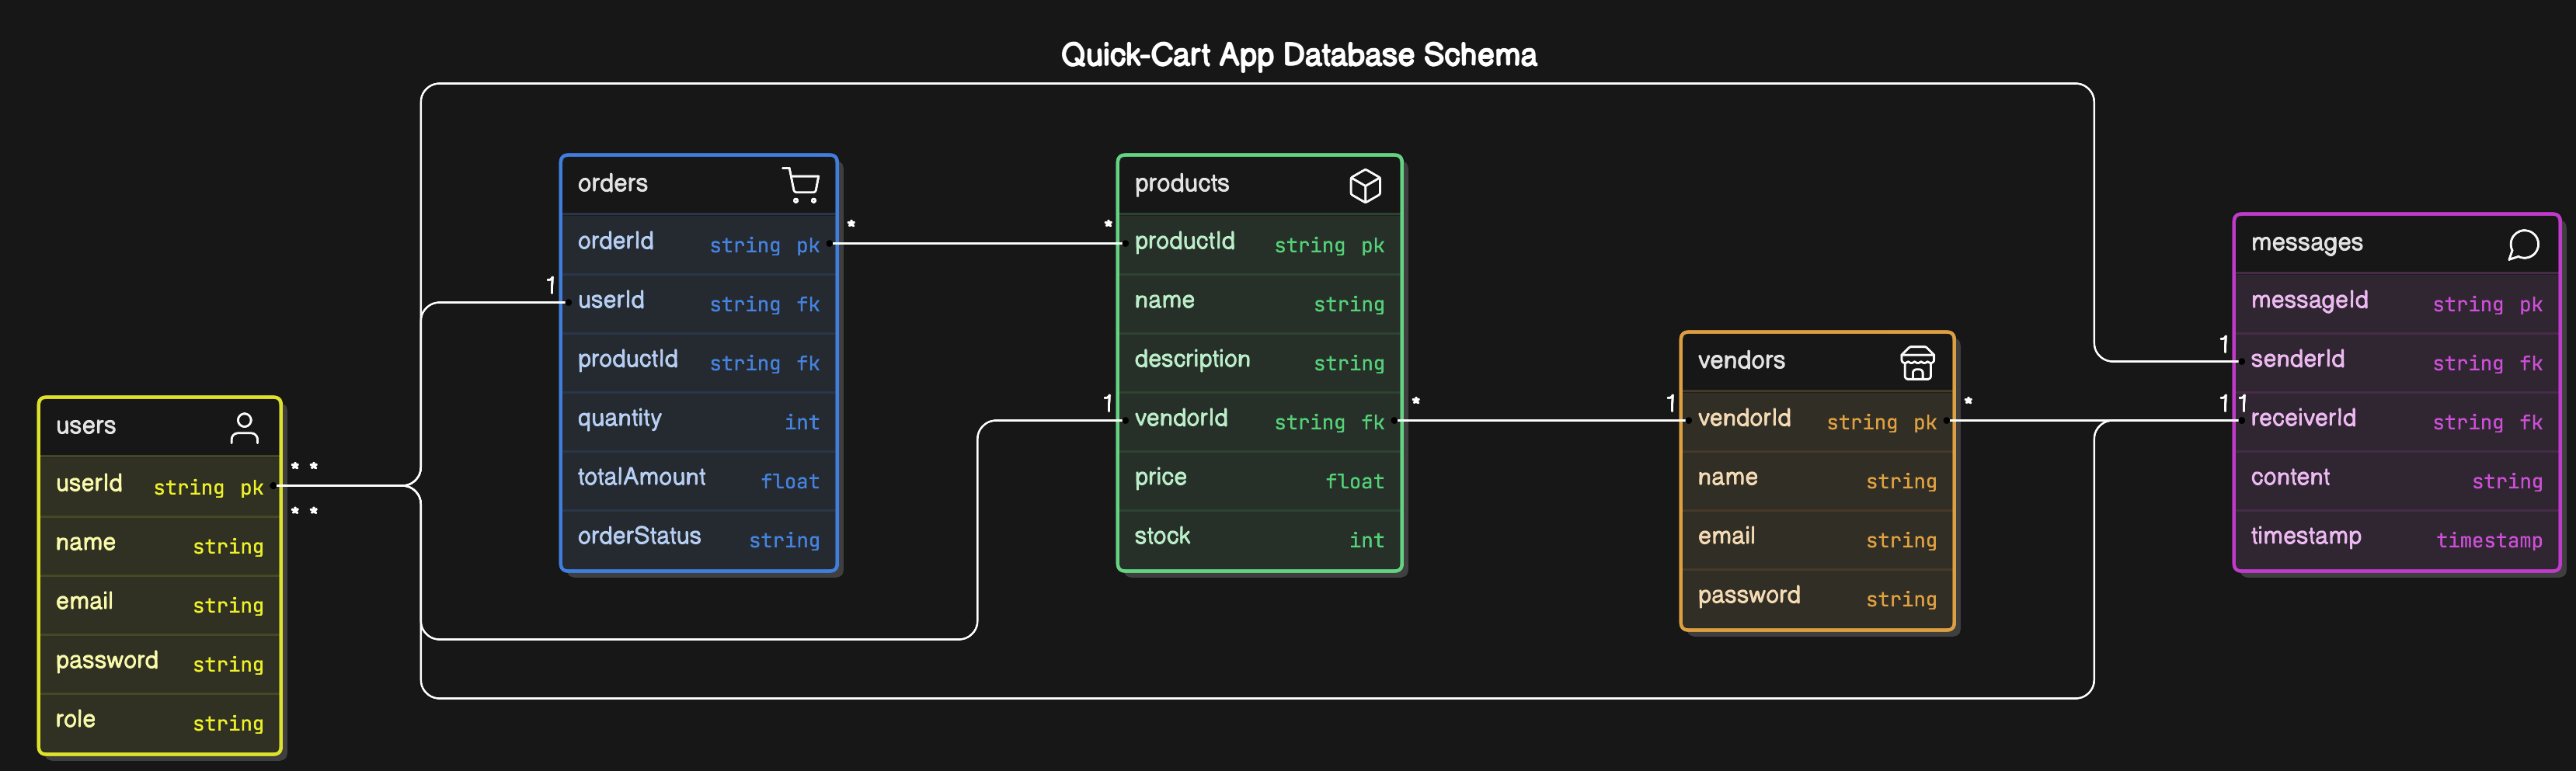 Quick-Cart App Database Schema
users
* *
userId string pk
* *
name string
email string
password string
role string
orders
orderId string pk *
1 userId string fk
productId string fk
quantity int
totalAmount float
orderStatus string
products
* productId string pk
name string
description string
1 vendorId string fk *
price float
stock int
vendors
1 vendorId string pk *
name string
email string
password string
messages
messageId string pk
1 senderId string fk
1 1 receiverId string fk
content string
timestamp timestamp